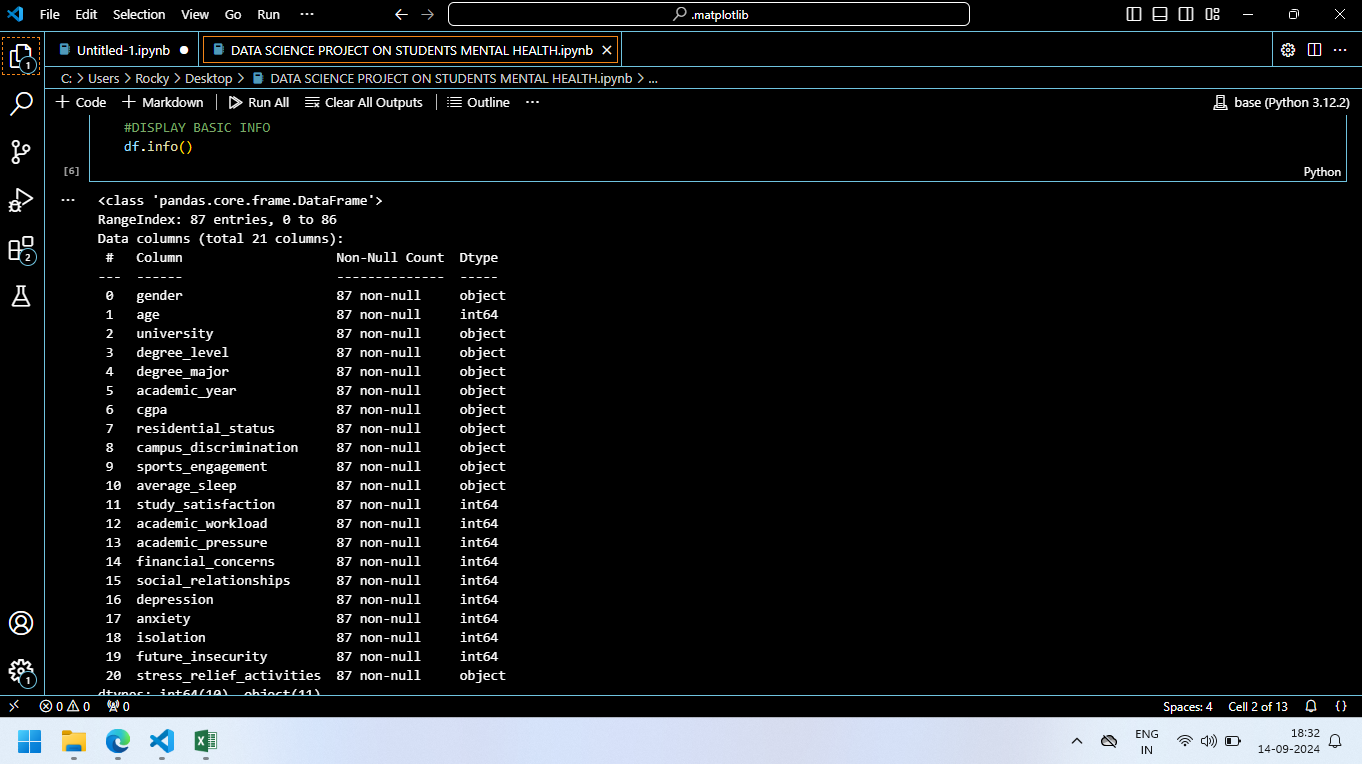 File Edit Selection View Go Run ··· .matplotlib
Untitled-1.ipynb DATA SCIENCE PROJECT ON STUDENTS MENTAL HEALTH.ipynb
C: > Users > Rocky > Desktop > DATA SCIENCE PROJECT ON STUDENTS MENTAL HEALTH.ipynb > ...
+ Code + Markdown Run All Clear All Outputs Outline ··· base (Python 3.12.2)
#DISPLAY BASIC INFO
df.info()
[6] Python
··· <class 'pandas.core.frame.DataFrame'>
RangeIndex: 87 entries, 0 to 86
Data columns (total 21 columns):
 #   Column                    Non-Null Count  Dtype
---  ------                    --------------  -----
 0   gender                    87 non-null     object
 1   age                       87 non-null     int64
 2   university                87 non-null     object
 3   degree_level              87 non-null     object
 4   degree_major              87 non-null     object
 5   academic_year             87 non-null     object
 6   cgpa                      87 non-null     object
 7   residential_status        87 non-null     object
 8   campus_discrimination     87 non-null     object
 9   sports_engagement         87 non-null     object
 10  average_sleep             87 non-null     object
 11  study_satisfaction        87 non-null     int64
 12  academic_workload         87 non-null     int64
 13  academic_pressure         87 non-null     int64
 14  financial_concerns        87 non-null     int64
 15  social_relationships      87 non-null     int64
 16  depression                87 non-null     int64
 17  anxiety                   87 non-null     int64
 18  isolation                 87 non-null     int64
 19  future_insecurity         87 non-null     int64
 20  stress_relief_activities  87 non-null     object
dtypes: int64(10), object(11)
0 0 0 Spaces: 4 Cell 2 of 13 {}
ENG 18:32
IN 14-09-2024
1
2
1